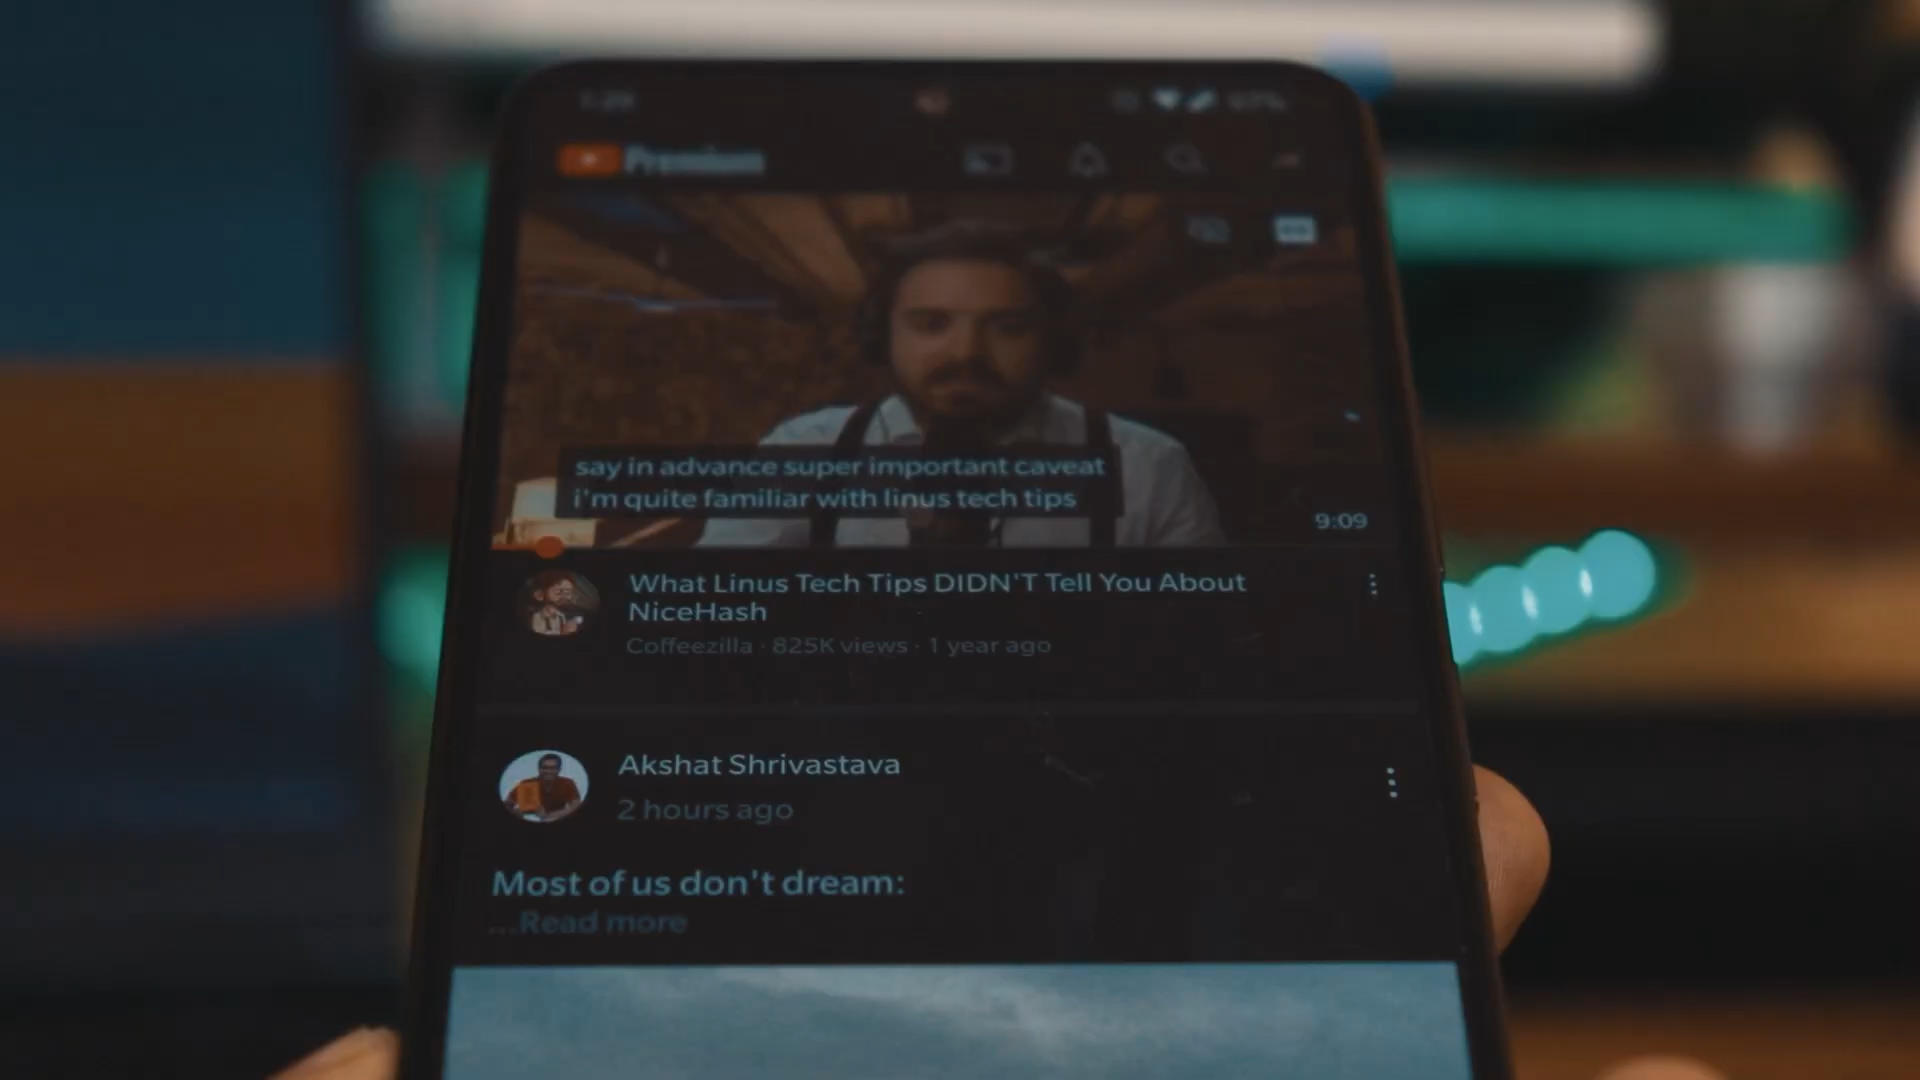 Premium
say in advance super important caveat
i'm quite familiar with linus tech tips
9:09
What Linus Tech Tips DIDN'T Tell You About
NiceHash
Coffeezilla · 825K views · 1 year ago
Akshat Shrivastava
2 hours ago
Most of us don't dream:
...Read more